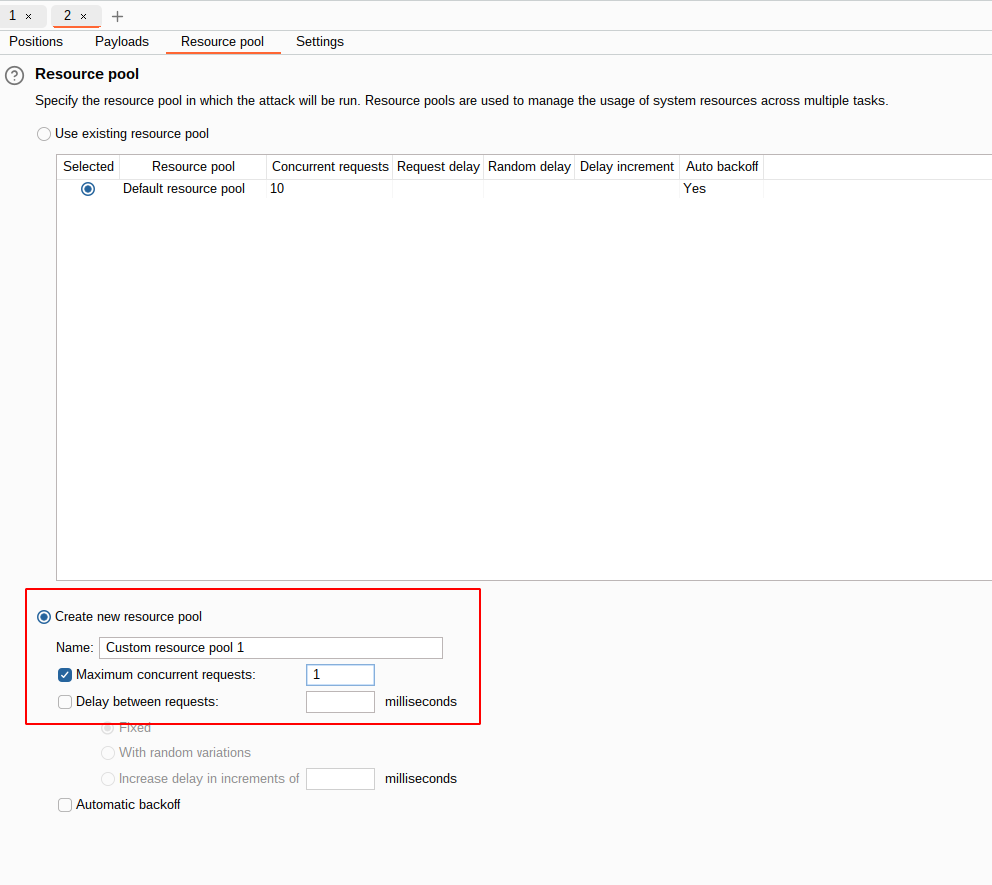 1 × 2 × +
Positions Payloads Resource pool Settings
? Resource pool
Specify the resource pool in which the attack will be run. Resource pools are used to manage the usage of system resources across multiple tasks.
Use existing resource pool
Selected Resource pool Concurrent requests Request delay Random delay Delay increment Auto backoff
Default resource pool 10 Yes
Create new resource pool
Name: Custom resource pool 1
Maximum concurrent requests: 1
Delay between requests: milliseconds
Fixed
With random variations
Increase delay in increments of milliseconds
Automatic backoff